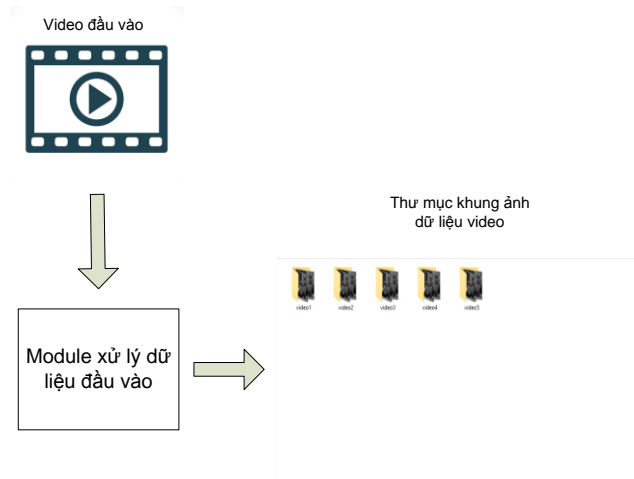 Video đầu vào
Thư mục khung ảnh
dữ liệu video
video1
video2
video3
video4
video5
Module xử lý dữ
liệu đầu vào